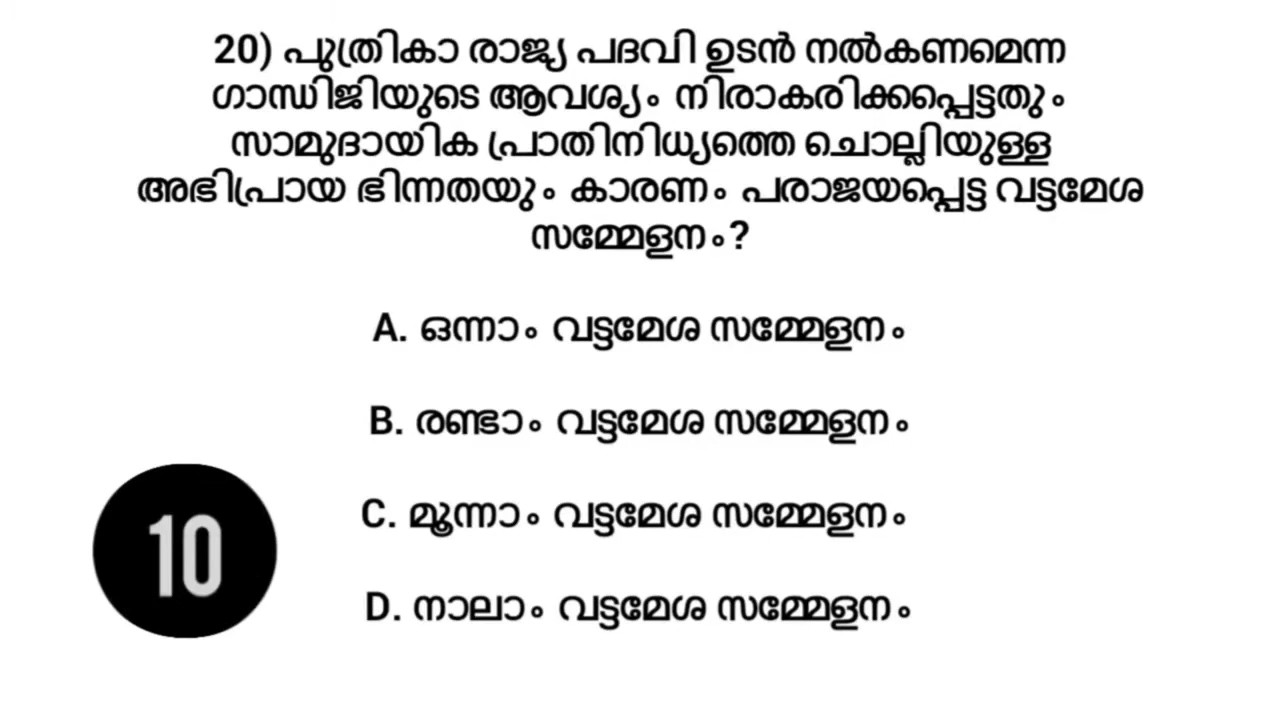 20) പുത്രികാ രാജ്യ പദവി ഉടൻ നൽകണമെന്ന
ഗാന്ധിജിയുടെ ആവശ്യം നിരാകരിക്കപ്പെട്ടതും
സാമുദായിക പ്രാതിനിധ്യത്തെ ചൊല്ലിയുള്ള
അഭിപ്രായ ഭിന്നതയും കാരണം പരാജയപ്പെട്ട വട്ടമേശ
സമ്മേളനം?
A. ഒന്നാം വട്ടമേശ സമ്മേളനം
B. രണ്ടാം വട്ടമേശ സമ്മേളനം
C. മൂന്നാം വട്ടമേശ സമ്മേളനം
D. നാലാം വട്ടമേശ സമ്മേളനം
10